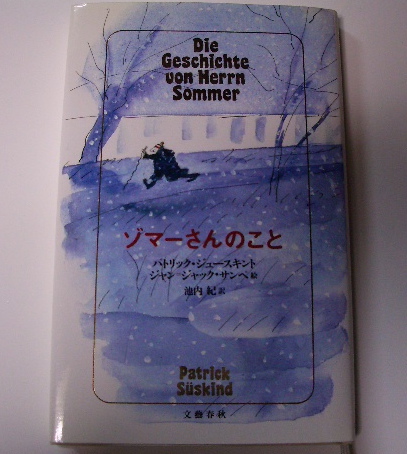 Die
Geschichte
von Herrn
Sommer
ゾマーさんのこと
パトリック・ジュースキント
ジャン=ジャック・サンペ 絵
池内 紀 訳
Patrick
Süskind
文藝春秋